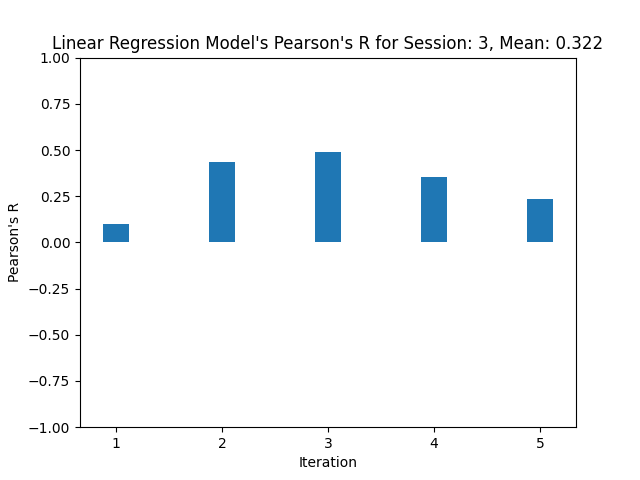 Linear Regression Model's Pearson's R for Session: 3, Mean: 0.322
1.00
0.75
0.50
0.25
0.00
−0.25
−0.50
−0.75
−1.00
Pearson's R
1 2 3 4 5
Iteration